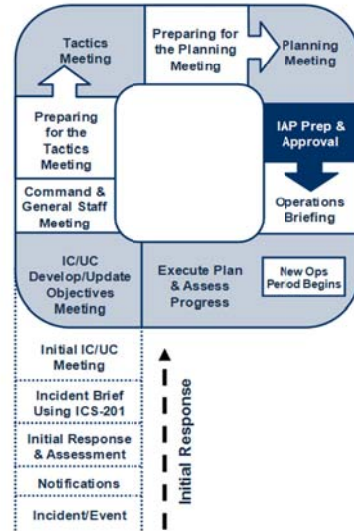 Tactics
Meeting
Preparing for
the Planning
Meeting
Planning
Meeting
Preparing
for the
Tactics
Meeting
IAP Prep &
Approval
Command &
General Staff
Meeting
Operations
Briefing
IC/UC
Develop/Update
Objectives
Meeting
Execute Plan
& Assess
Progress
New Ops
Period Begins
Initial IC/UC
Meeting
Incident Brief
Using ICS-201
Initial Response
& Assessment
Notifications
Incident/Event
Initial Response